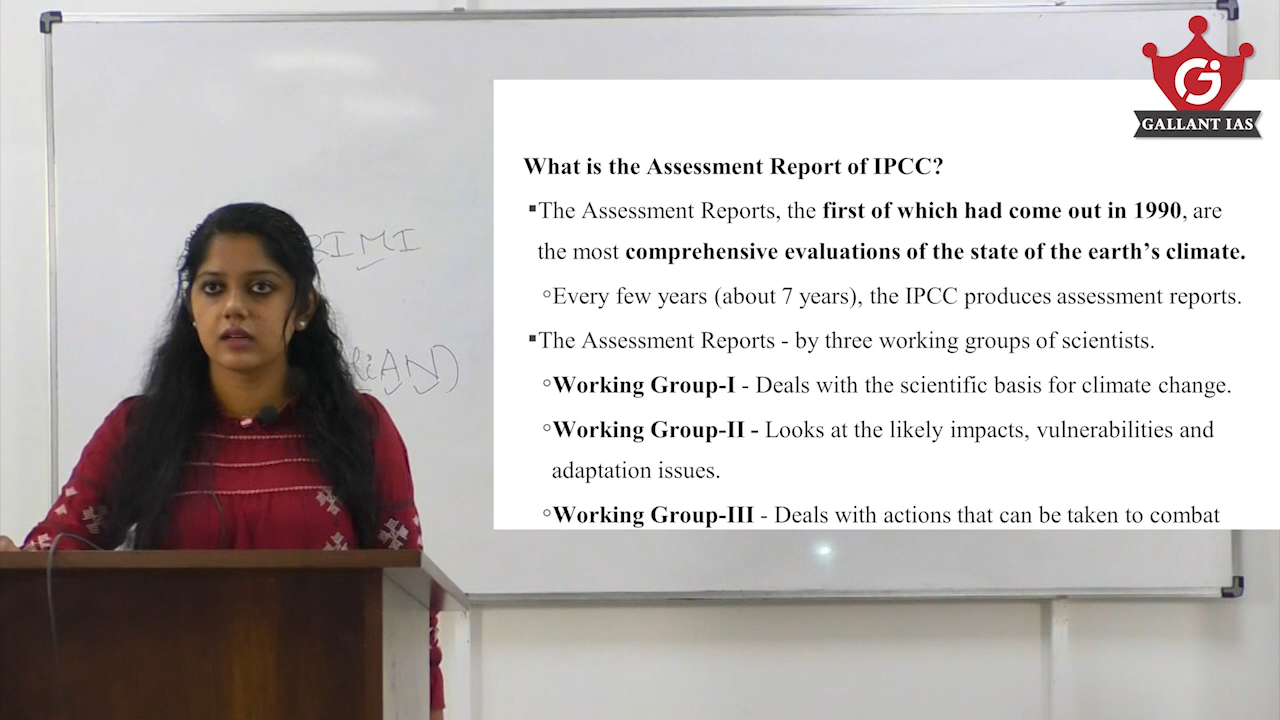 GALLANT IAS
What is the Assessment Report of IPCC?
▪The Assessment Reports, the first of which had come out in 1990, are
the most comprehensive evaluations of the state of the earth’s climate.
◦Every few years (about 7 years), the IPCC produces assessment reports.
▪The Assessment Reports - by three working groups of scientists.
◦Working Group-I - Deals with the scientific basis for climate change.
◦Working Group-II - Looks at the likely impacts, vulnerabilities and
adaptation issues.
◦Working Group-III - Deals with actions that can be taken to combat